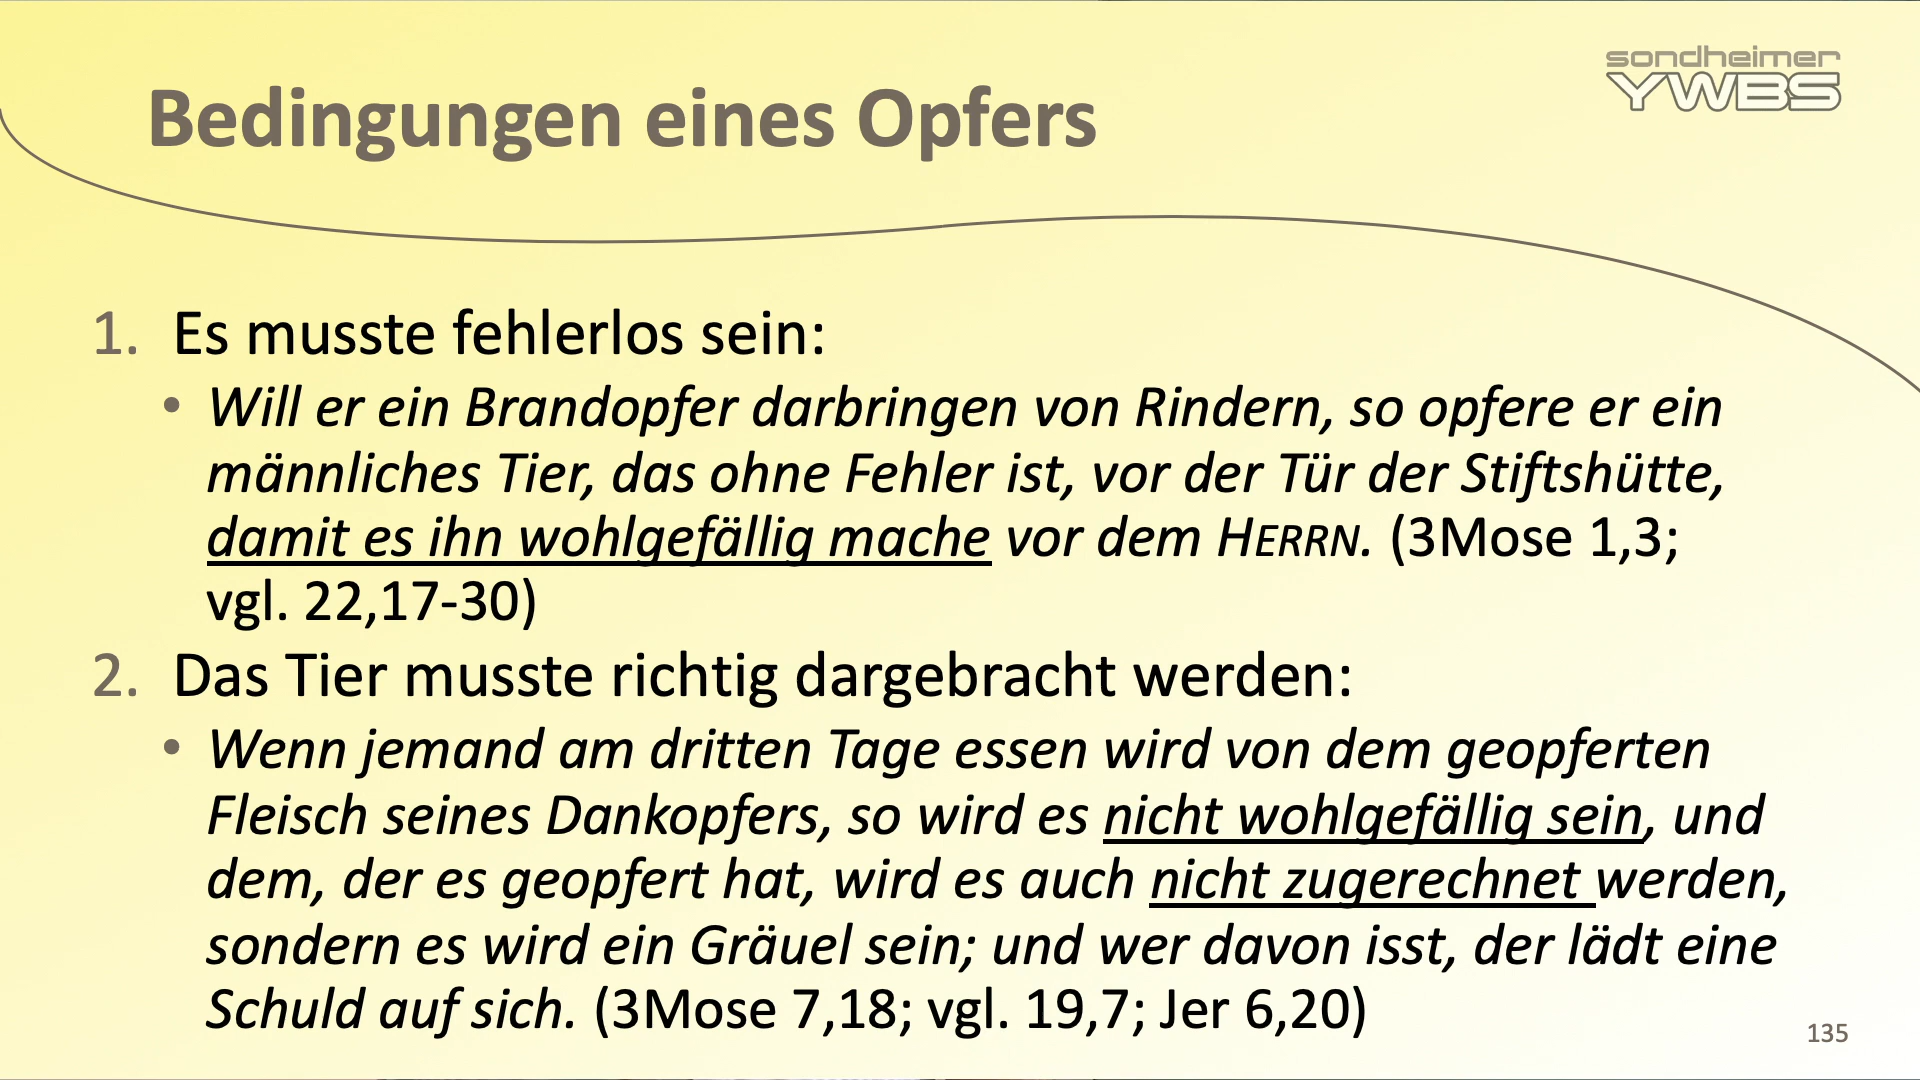 sondheimer
YWBS
Bedingungen eines Opfers
1. Es musste fehlerlos sein:
• Will er ein Brandopfer darbringen von Rindern, so opfere er ein
männliches Tier, das ohne Fehler ist, vor der Tür der Stiftshütte,
damit es ihn wohlgefällig mache vor dem HERRN. (3Mose 1,3;
vgl. 22,17-30)
2. Das Tier musste richtig dargebracht werden:
• Wenn jemand am dritten Tage essen wird von dem geopferten
Fleisch seines Dankopfers, so wird es nicht wohlgefällig sein, und
dem, der es geopfert hat, wird es auch nicht zugerechnet werden,
sondern es wird ein Gräuel sein; und wer davon isst, der lädt eine
Schuld auf sich. (3Mose 7,18; vgl. 19,7; Jer 6,20)
135